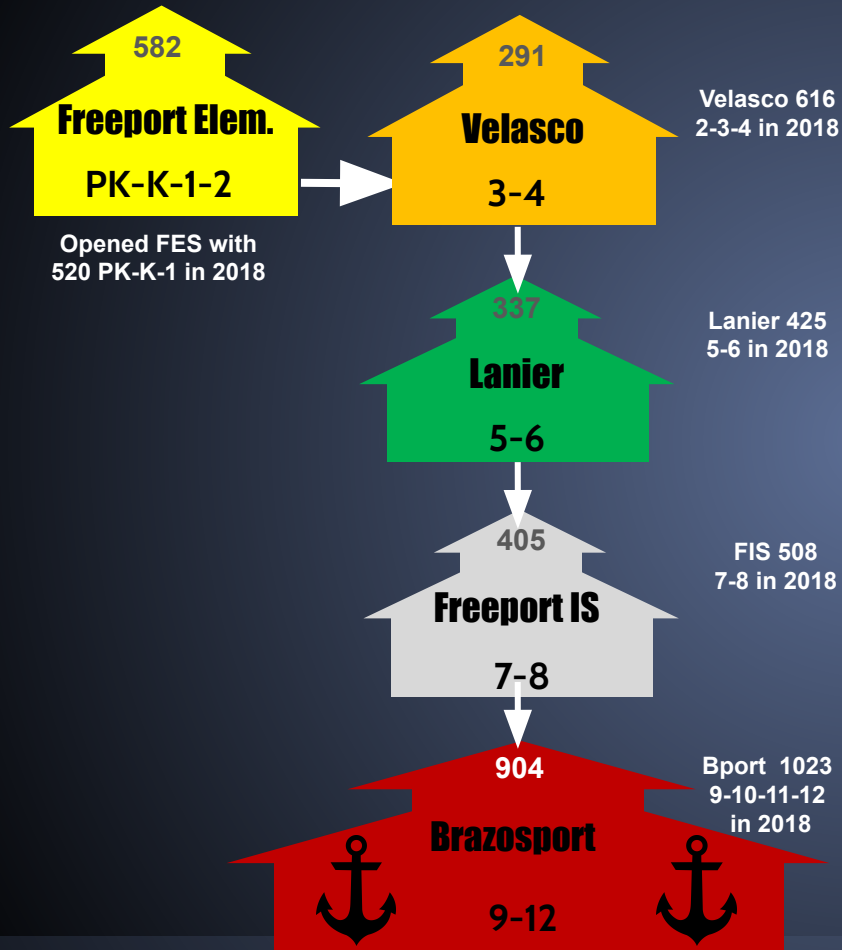 582
Freeport Elem.
PK-K-1-2
Opened FES with
520 PK-K-1 in 2018
291
Velasco
3-4
Velasco 616
2-3-4 in 2018
337
Lanier
5-6
Lanier 425
5-6 in 2018
405
Freeport IS
7-8
FIS 508
7-8 in 2018
904
Brazosport
9-12
Bport 1023
9-10-11-12
in 2018